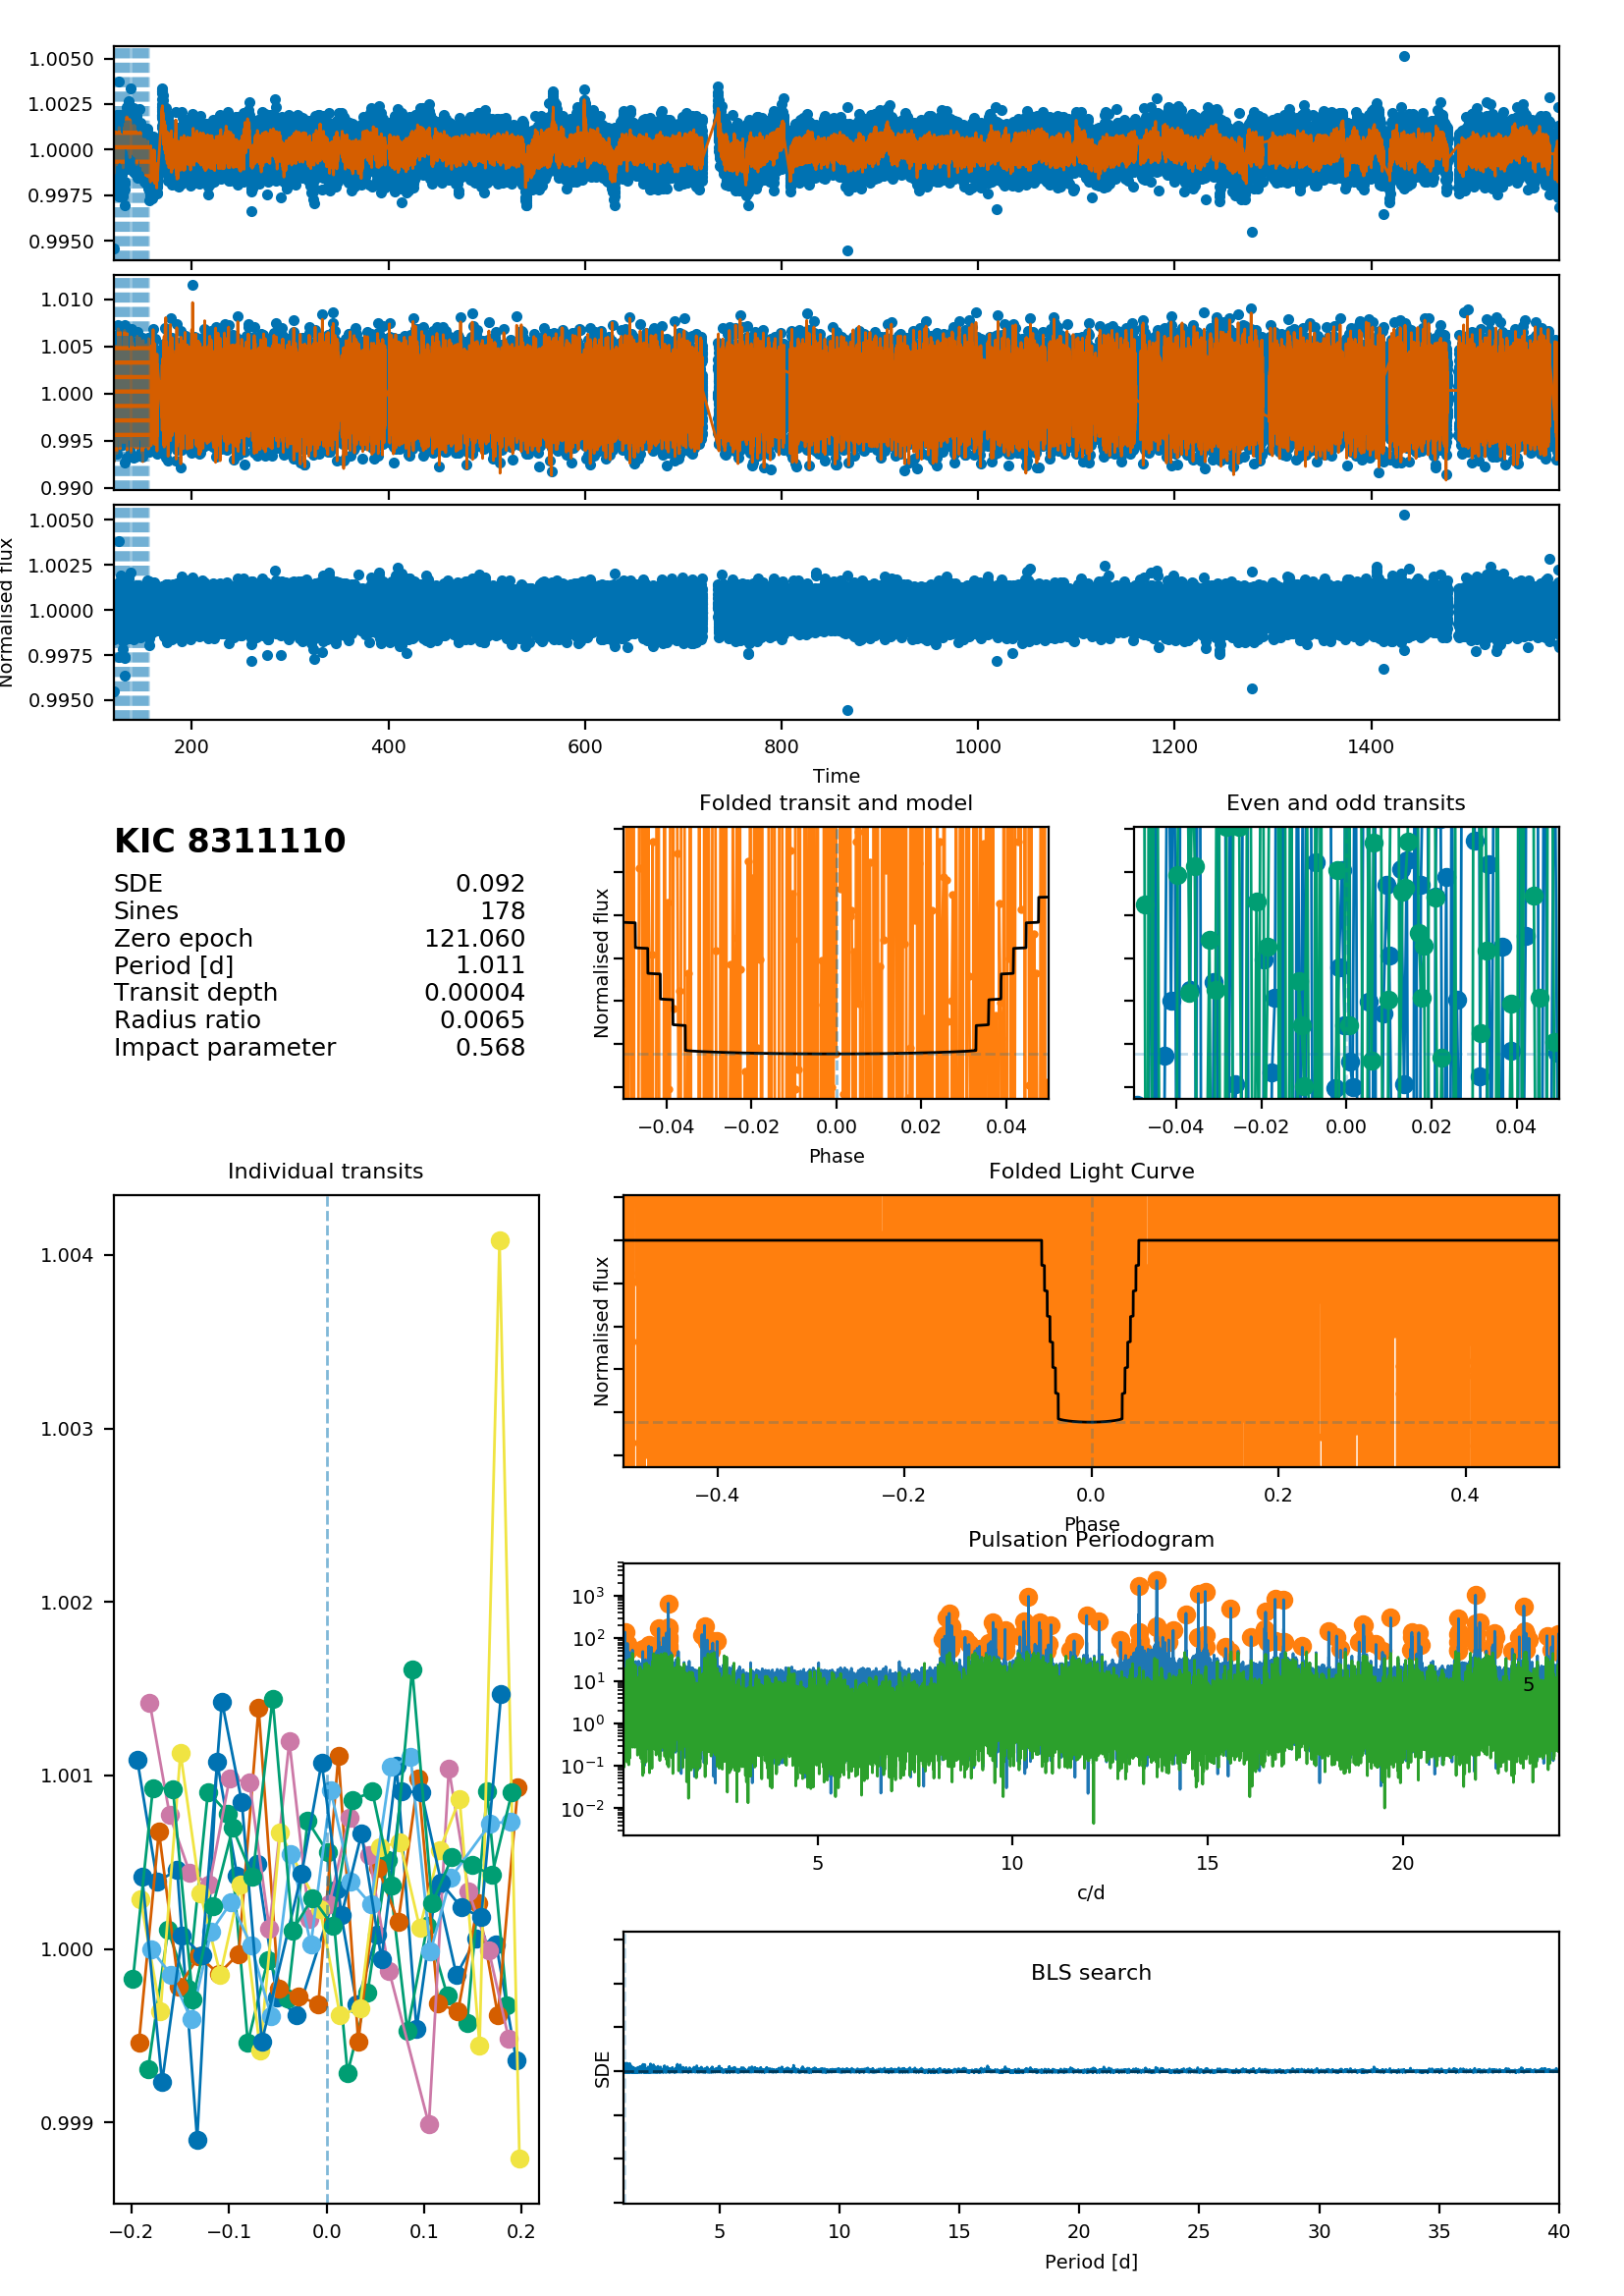 1.0050
1.0025
1.0000
0.9975
0.9950
200 400 600 800 1000 1200 1400
1.010
1.005
1.000
0.995
0.990
1.0050
1.0025
1.0000
0.9975
0.9950
Normalised flux
200 400 600 800 1000 1200 1400
Time
KIC 8311110
SDE 0.092
Sines 178
Zero epoch 121.060
Period [d] 1.011
Transit depth 0.00004
Radius ratio 0.0065
Impact parameter 0.568
Folded transit and model
Normalised flux
−0.04 −0.02 0.00 0.02 0.04
Phase
Even and odd transits
−0.04 −0.02 0.00 0.02 0.04
Individual transits
1.004
1.003
1.002
1.001
1.000
0.999
−0.2 −0.1 0.0 0.1 0.2
Folded Light Curve
Normalised flux
−0.4 −0.2 0.0 0.2 0.4
Phase
Pulsation Periodogram
10³
10²
10¹
10⁰
10⁻¹
10⁻²
5
5 10 15 20
c/d
BLS search
SDE
5 10 15 20 25 30 35 40
Period [d]